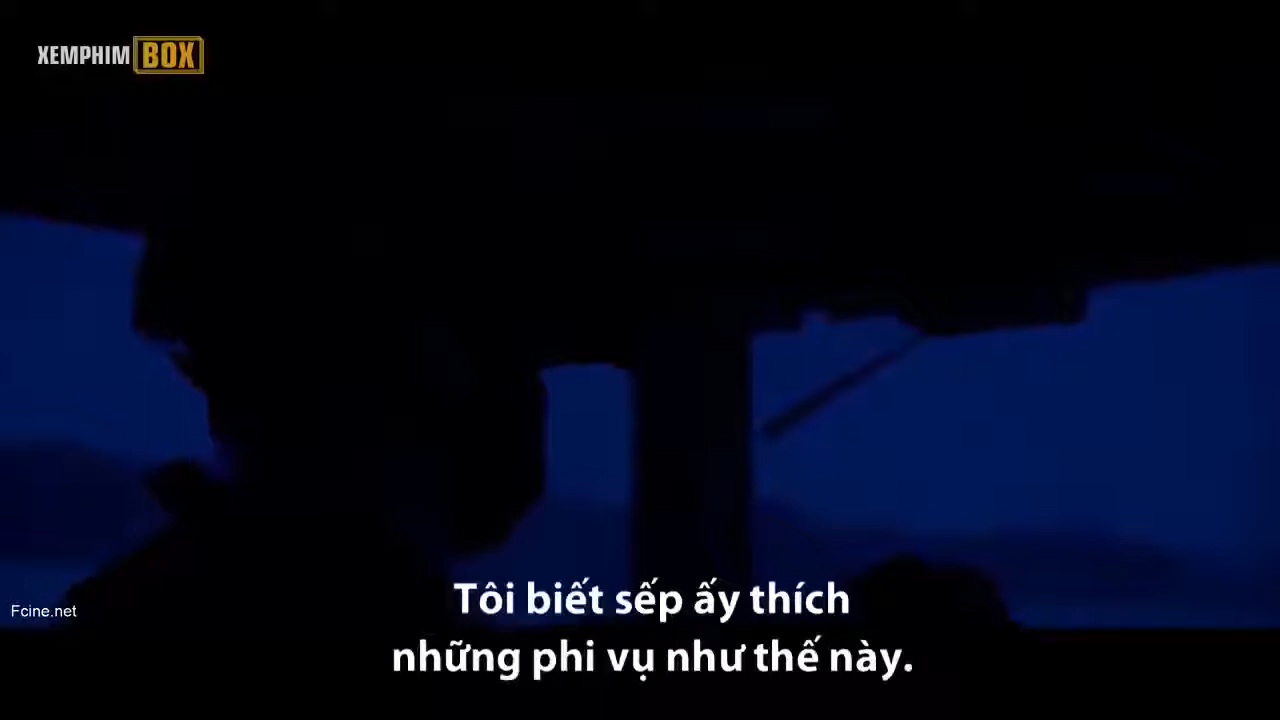 XEMPHIM BOX
Fcine.net
Tôi biết sếp ấy thích
những phi vụ như thế này.